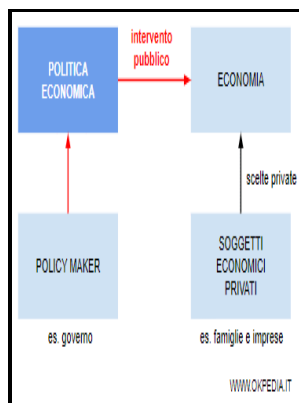 intervento
pubblico
POLITICA
ECONOMICA
ECONOMIA
scelte private
POLICY MAKER
SOGGETTI
ECONOMICI
PRIVATI
es. governo
es. famiglie e imprese
WWW.OKPEDIA.IT